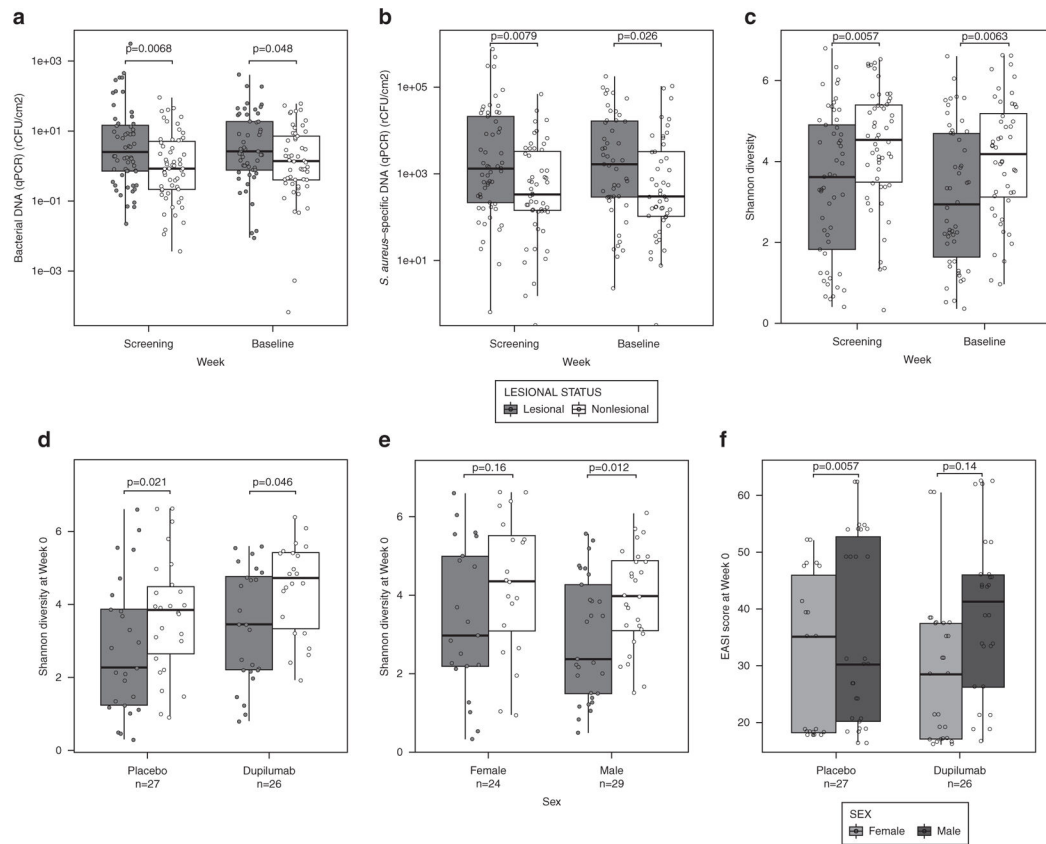 a
p=0.0068
p=0.048
1e+03
1e+01
1e−01
1e−03
Bacterial DNA (qPCR) (rCFU/cm2)
Screening
Baseline
Week
b
p=0.0079
p=0.026
1e+05
1e+03
1e+01
S. aureus–specific DNA (qPCR) (rCFU/cm2)
Screening
Baseline
Week
c
p=0.0057
p=0.0063
6
4
2
0
Shannon diversity
Screening
Baseline
Week
LESIONAL STATUS
Lesional
Nonlesional
d
p=0.021
p=0.046
6
4
2
0
Shannon diversity at Week 0
Placebo
n=27
Dupilumab
n=26
e
p=0.16
p=0.012
6
4
2
0
Shannon diversity at Week 0
Female
n=24
Male
n=29
Sex
f
p=0.0057
p=0.14
60
50
40
30
20
EASI score at Week 0
Placebo
n=27
Dupilumab
n=26
SEX
Female
Male